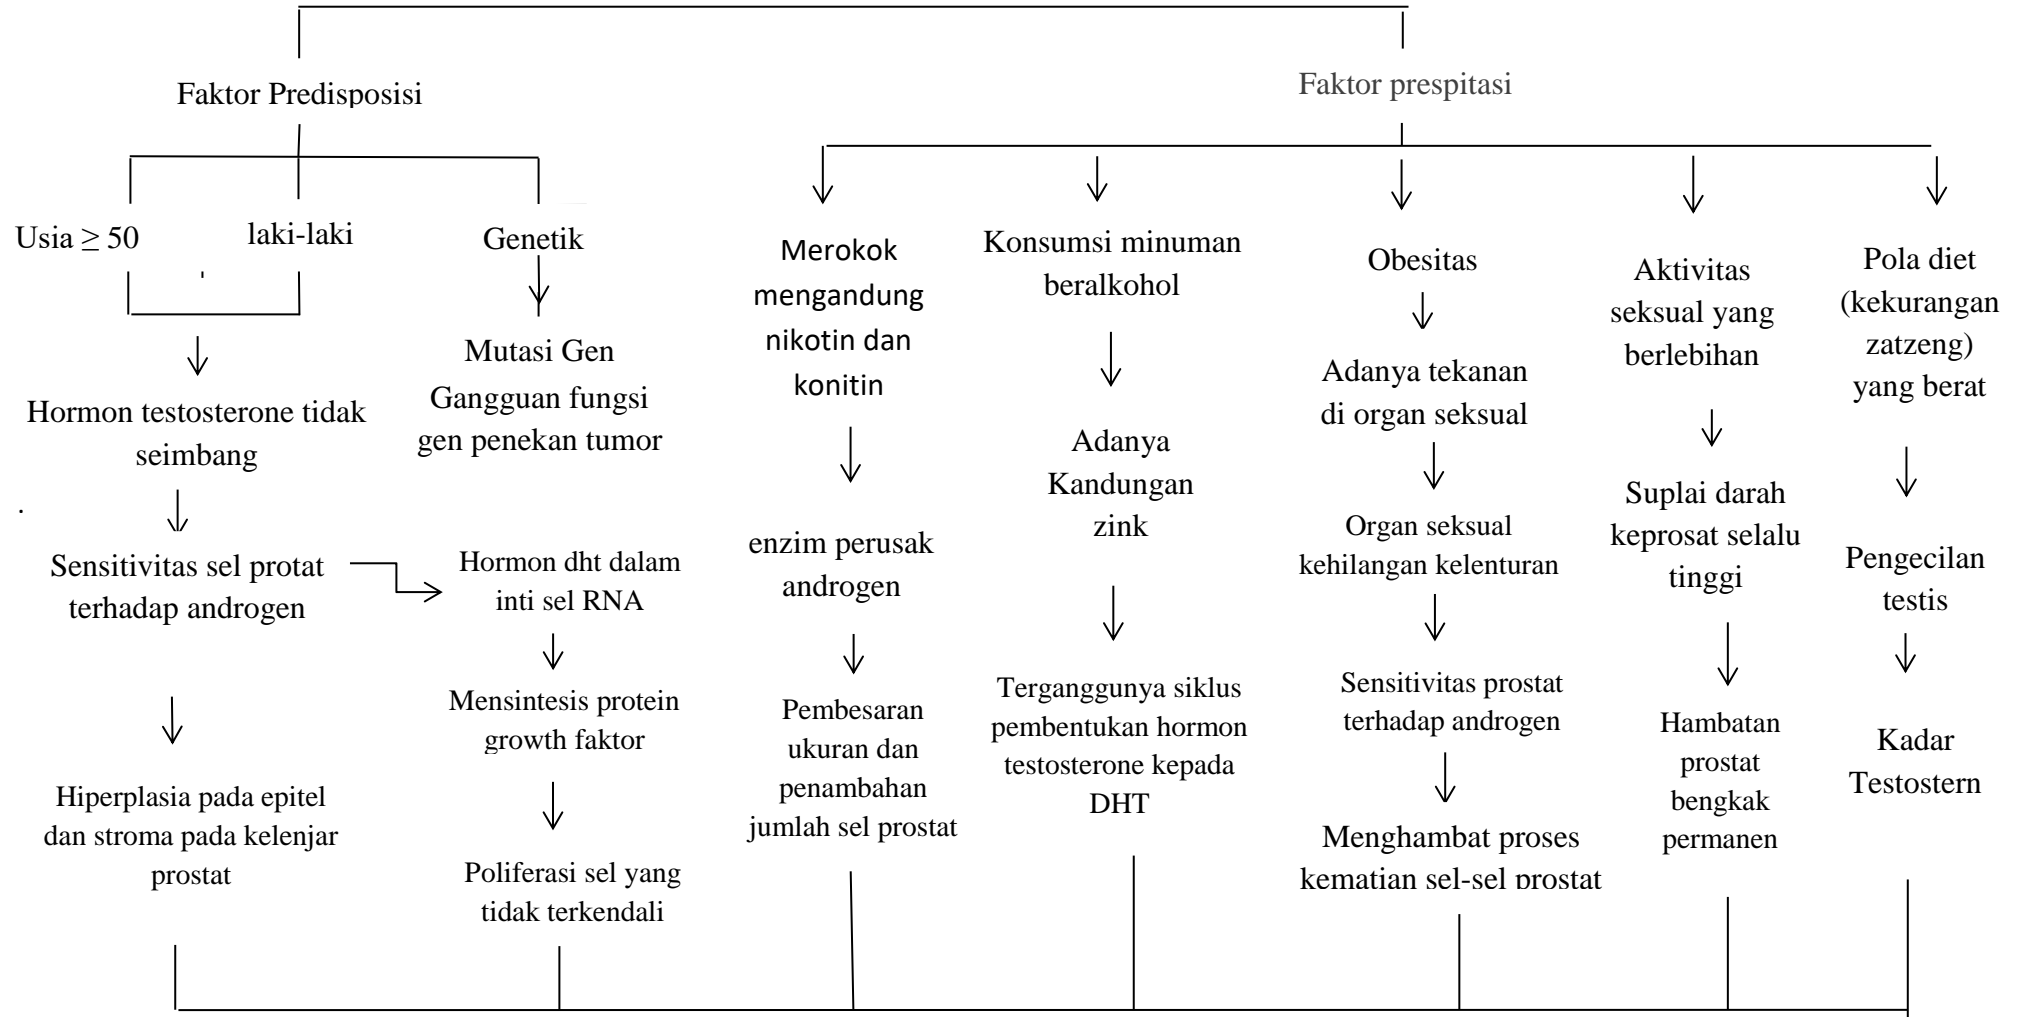 Faktor Predisposisi
Faktor prespitasi
Usia ≥ 50
laki-laki
Genetik
Mutasi Gen
Gangguan fungsi
gen penekan tumor
Hormon testosterone tidak
seimbang
.
Sensitivitas sel protat
terhadap androgen
Hormon dht dalam
inti sel RNA
Mensintesis protein
growth faktor
Hiperplasia pada epitel
dan stroma pada kelenjar
prostat
Poliferasi sel yang
tidak terkendali
Merokok
mengandung
nikotin dan
konitin
enzim perusak
androgen
Pembesaran
ukuran dan
penambahan
jumlah sel prostat
Konsumsi minuman
beralkohol
Adanya
Kandungan
zink
Terganggunya siklus
pembentukan hormon
testosterone kepada
DHT
Obesitas
Adanya tekanan
di organ seksual
Organ seksual
kehilangan kelenturan
Sensitivitas prostat
terhadap androgen
Menghambat proses
kematian sel-sel prostat
Aktivitas
seksual yang
berlebihan
Suplai darah
keprosat selalu
tinggi
Hambatan
prostat
bengkak
permanen
Pola diet
(kekurangan
zatzeng)
yang berat
Pengecilan
testis
Kadar
Testostern